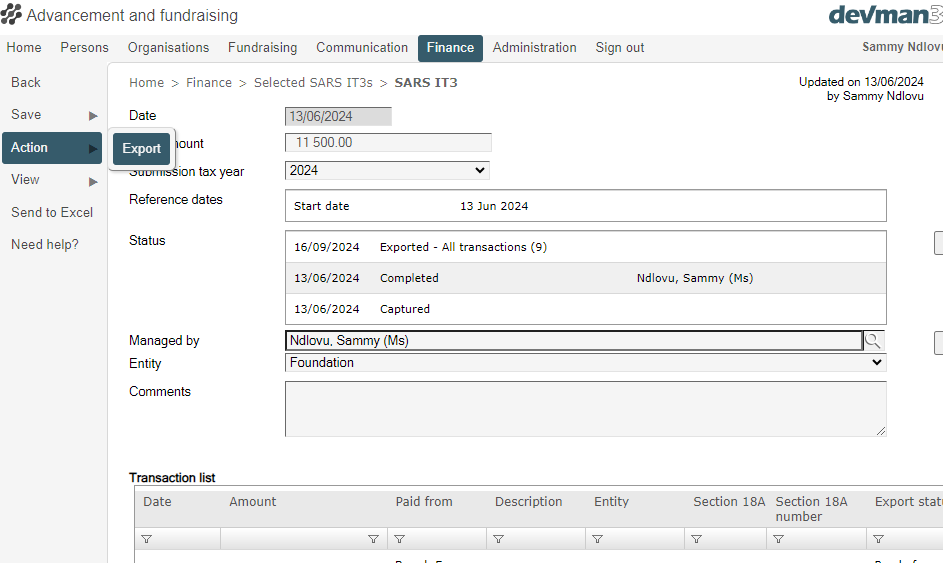 Advancement and fundraising
devman3
Home Persons Organisations Fundraising Communication Finance Administration Sign out
Sammy Ndlovu
Back
Save
Action
Export
View
Send to Excel
Need help?
Home > Finance > Selected SARS IT3s > SARS IT3
Updated on 13/06/2024
by Sammy Ndlovu
Date 13/06/2024
ount 11 500.00
Submission tax year 2024
Reference dates
Start date 13 Jun 2024
Status
16/09/2024 Exported - All transactions (9)
13/06/2024 Completed Ndlovu, Sammy (Ms)
13/06/2024 Captured
Managed by Ndlovu, Sammy (Ms)
Entity Foundation
Comments
Transaction list
Date Amount Paid from Description Entity Section 18A Section 18A number Export statu